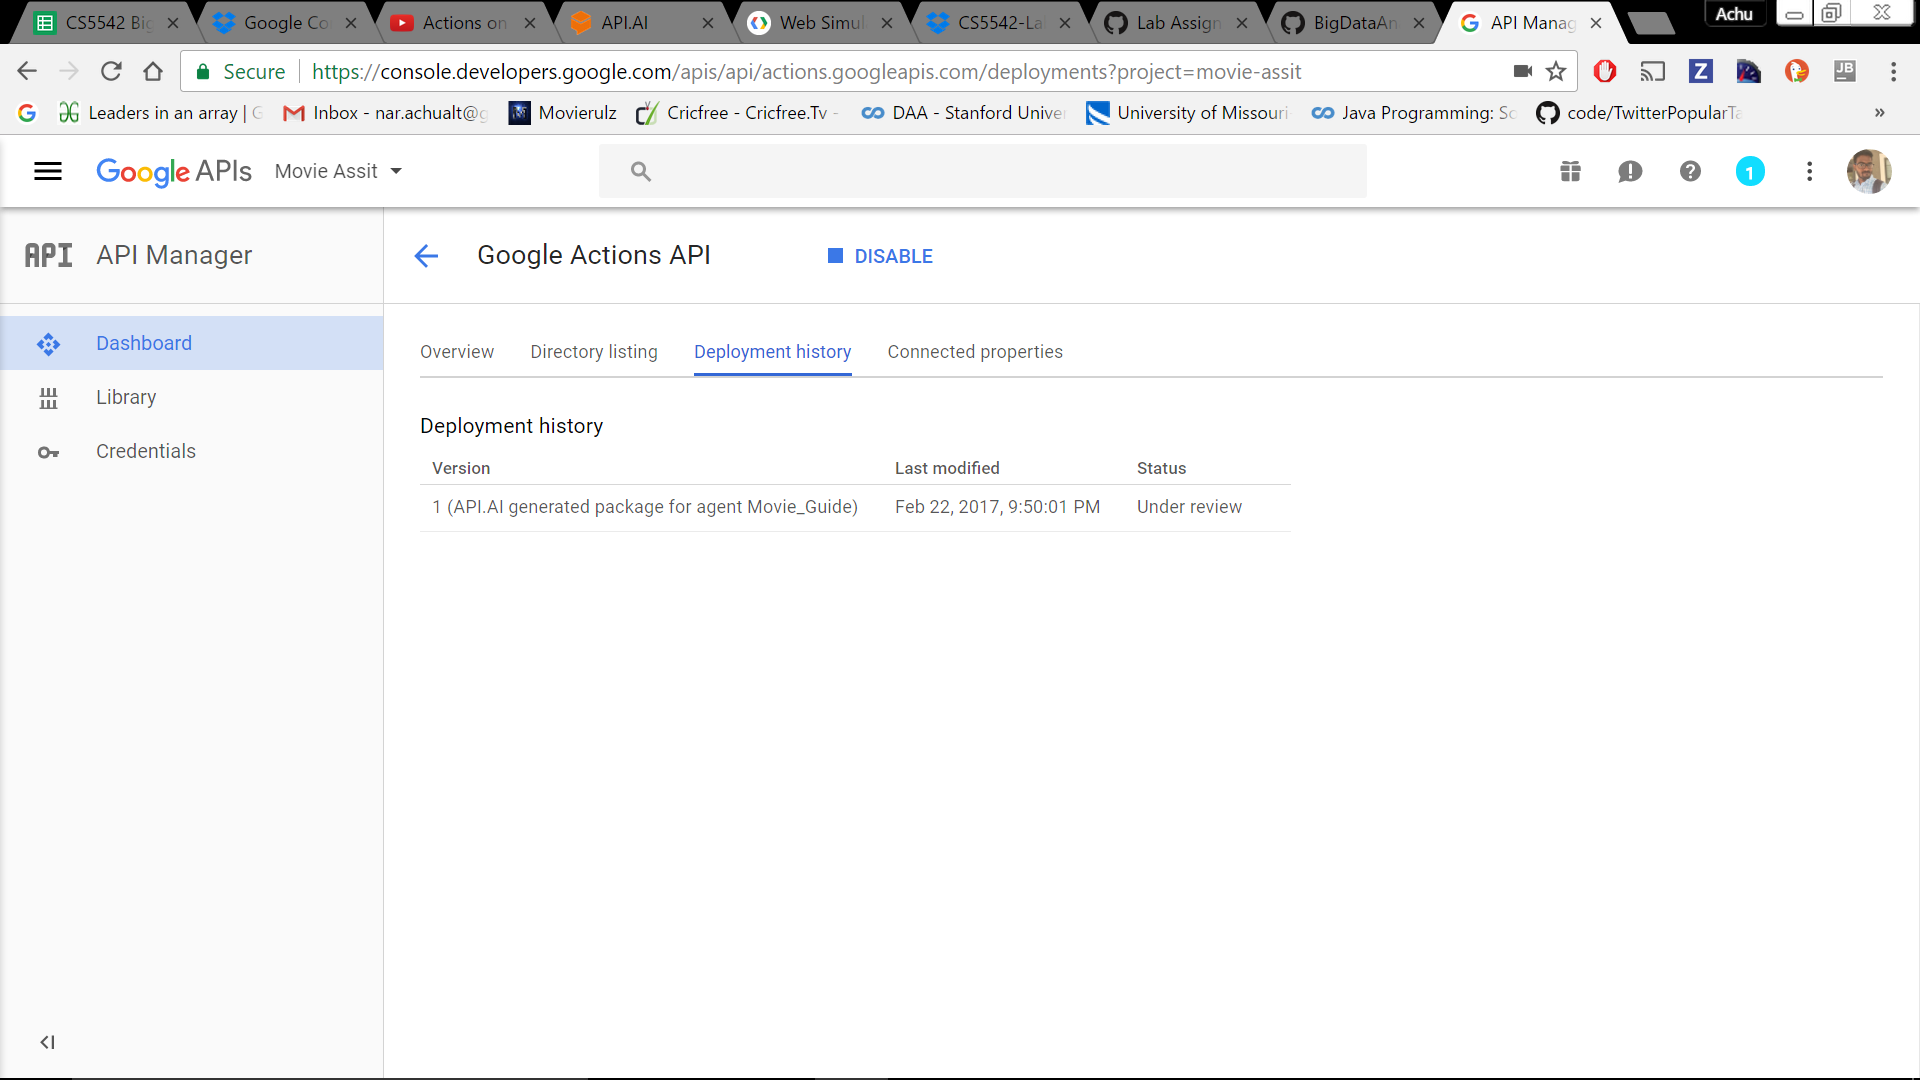 CS5542 Big
Google Co
Actions on
API.AI
Web Simul
CS5542-La
Lab Assign
BigDataAn
API Manag
Achu
Secure
https://console.developers.google.com/apis/api/actions.googleapis.com/deployments?project=movie-assit
Z
JB
Leaders in an array | G
Inbox - nar.achualt@g
Movierulz
Cricfree - Cricfree.Tv -
DAA - Stanford Univer
University of Missouri-
Java Programming: So
code/TwitterPopularTa
»
Google APIs
Movie Assit
1
API
API Manager
Google Actions API
DISABLE
Dashboard
Library
Credentials
Overview
Directory listing
Deployment history
Connected properties
Deployment history
Version Last modified Status
1 (API.AI generated package for agent Movie_Guide) Feb 22, 2017, 9:50:01 PM Under review